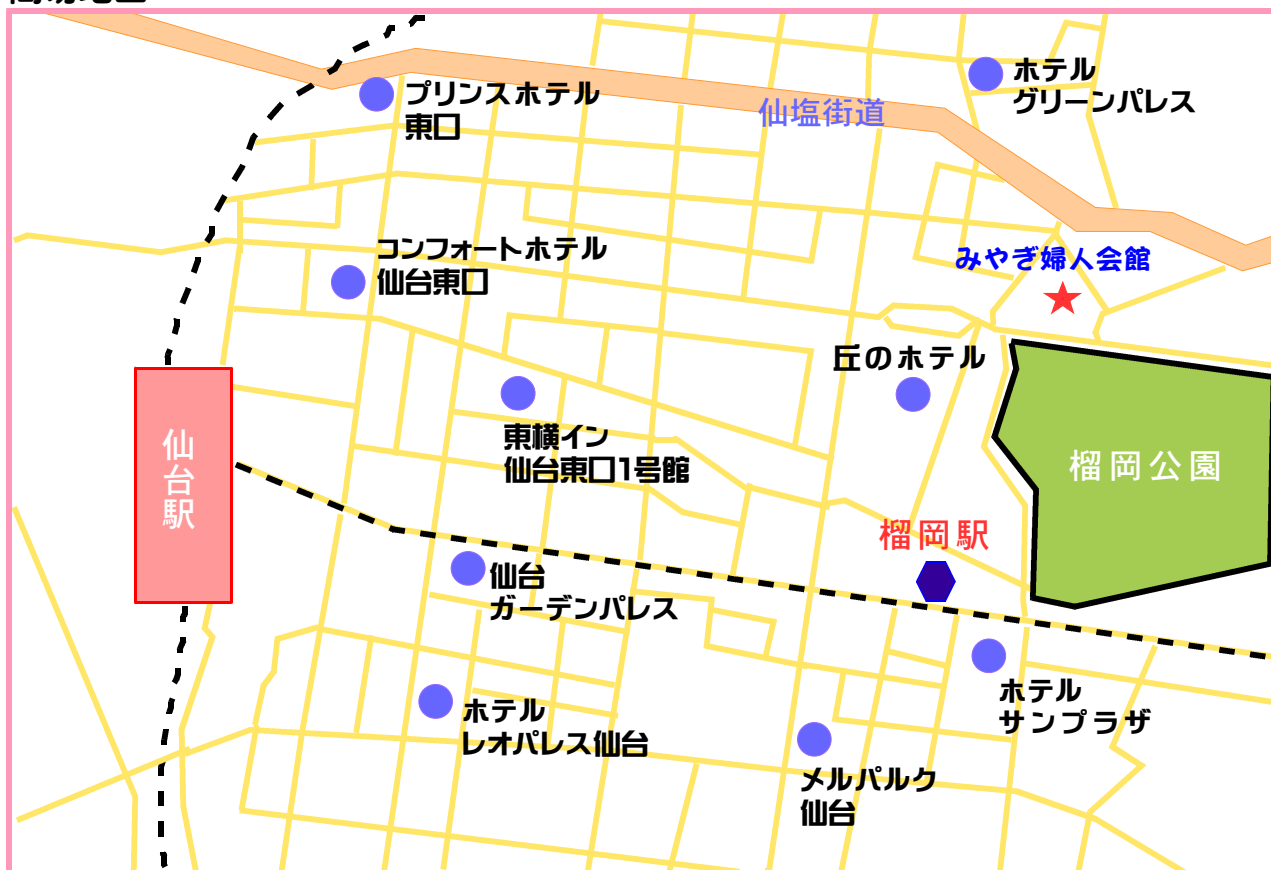 ホテル
グリーンパレス
プリンスホテル
東口
仙塩街道
コンフォートホテル
仙台東口
みやぎ婦人会館
丘のホテル
東横イン
仙台東口1号館
仙台駅
榴岡公園
榴岡駅
仙台
ガーデンパレス
ホテル
サンプラザ
ホテル
レオパレス仙台
メルパルク
仙台